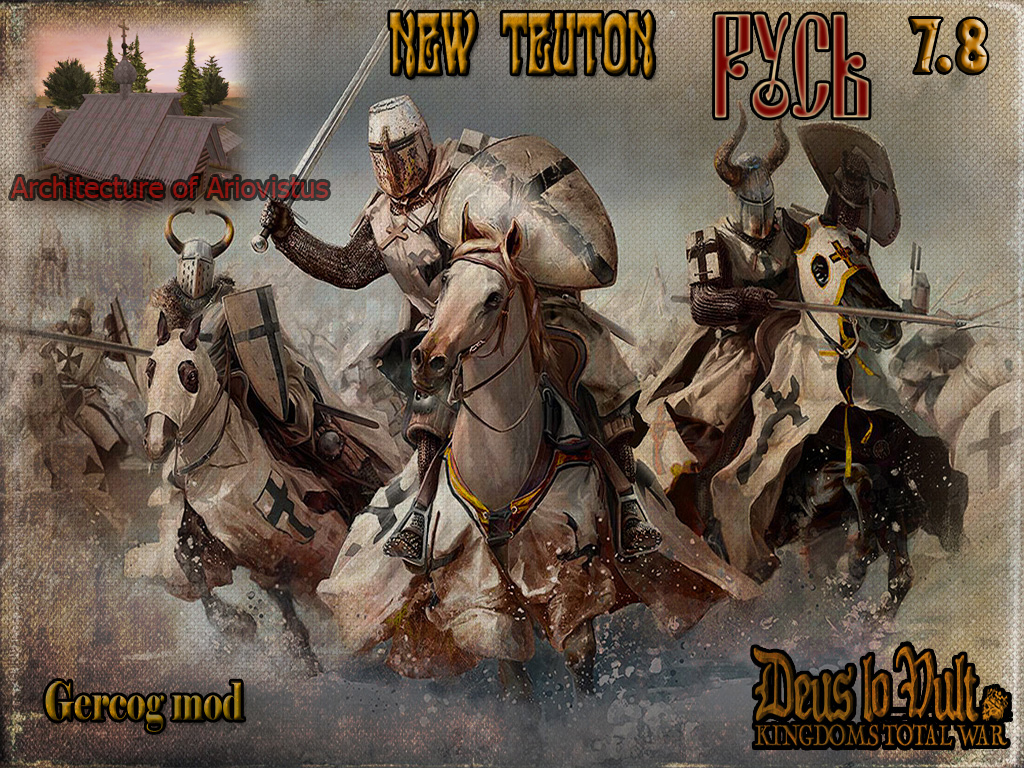 NEW TEUTON
РУСЬ
7.8
Architecture of Ariovistus
Gercog mod
Deus lo Vult
KINGDOMS TOTAL WAR